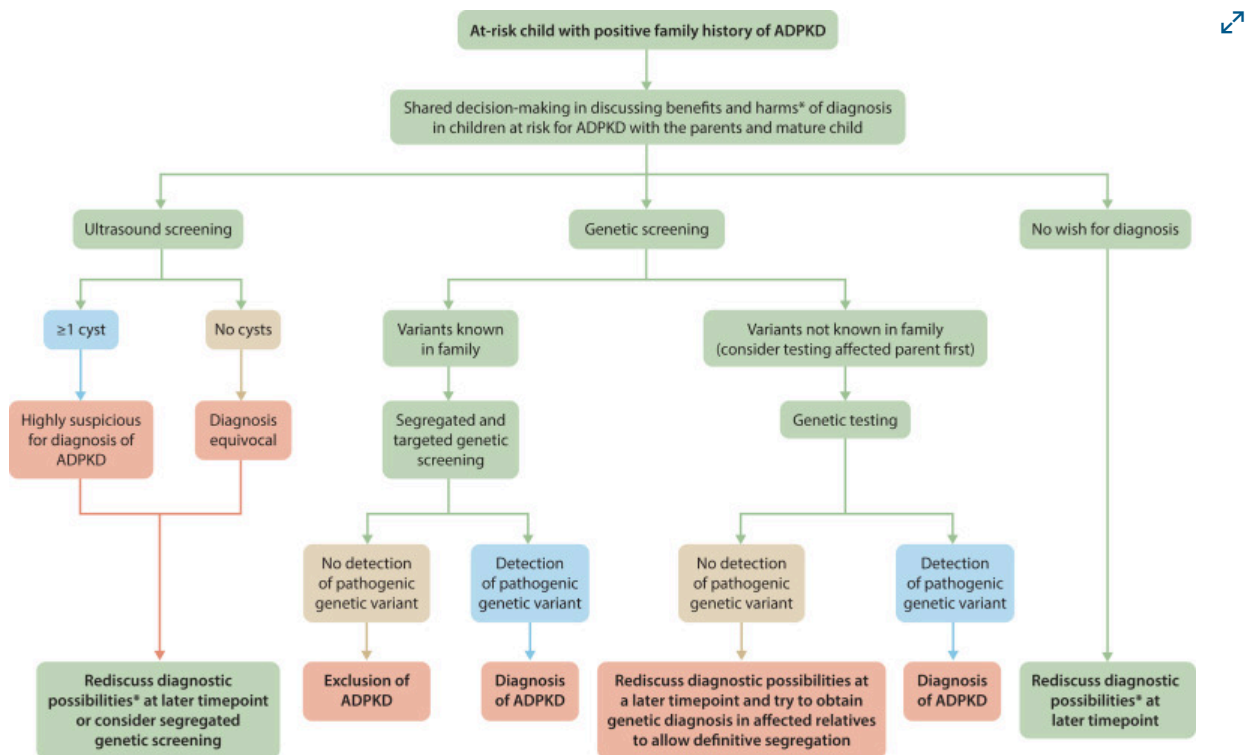 At-risk child with positive family history of ADPKD
Shared decision-making in discussing benefits and harms* of diagnosis
in children at risk for ADPKD with the parents and mature child
Ultrasound screening
Genetic screening
No wish for diagnosis
≥1 cyst
No cysts
Variants known
in family
Variants not known in family
(consider testing affected parent first)
Highly suspicious
for diagnosis of
ADPKD
Diagnosis
equivocal
Segregated and
targeted genetic
screening
Genetic testing
No detection
of pathogenic
genetic variant
Detection
of pathogenic
genetic variant
No detection
of pathogenic
genetic variant
Detection
of pathogenic
genetic variant
Rediscuss diagnostic
possibilities* at later timepoint
or consider segregated
genetic screening
Exclusion of
ADPKD
Diagnosis
of ADPKD
Rediscuss diagnostic possibilities at
a later timepoint and try to obtain
genetic diagnosis in affected relatives
to allow definitive segregation
Diagnosis
of ADPKD
Rediscuss diagnostic
possibilities* at
later timepoint